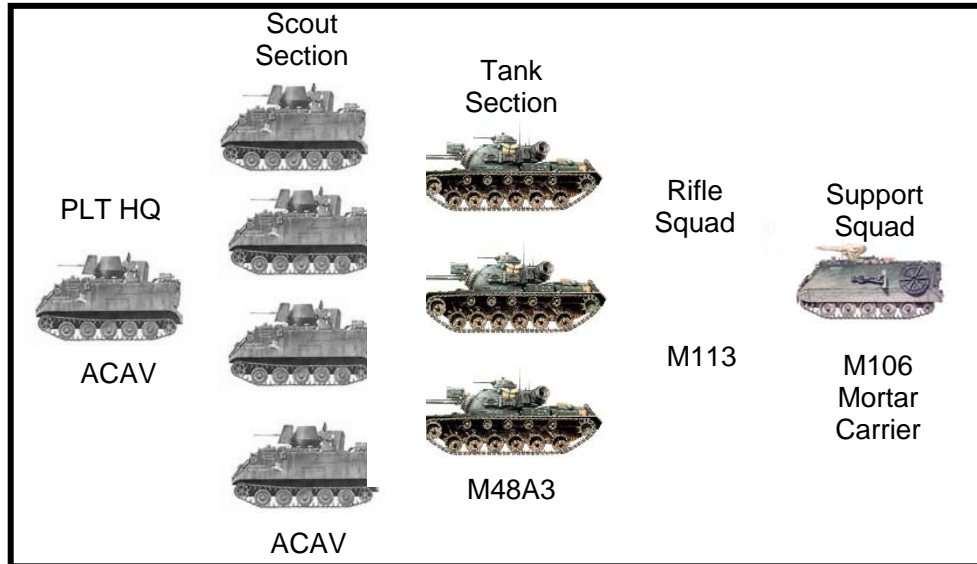 PLT HQ
ACAV
Scout
Section
ACAV
Tank
Section
M48A3
Rifle
Squad
M113
Support
Squad
M106
Mortar
Carrier